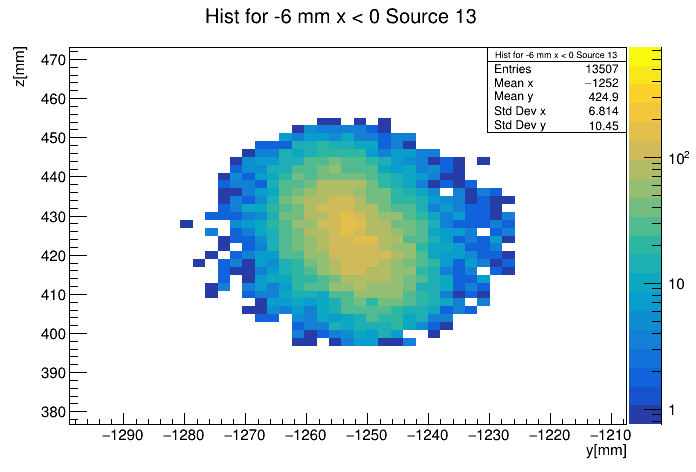 Hist for -6 mm x < 0 Source 13
z[mm]
Hist for -6 mm x < 0 Source 13
Entries 13507
Mean x −1252
Mean y 424.9
Std Dev x 6.814
Std Dev y 10.45
470
460
450
440
430
420
410
400
390
380
10²
10
1
−1290 −1280 −1270 −1260 −1250 −1240 −1230 −1220 −1210
y[mm]